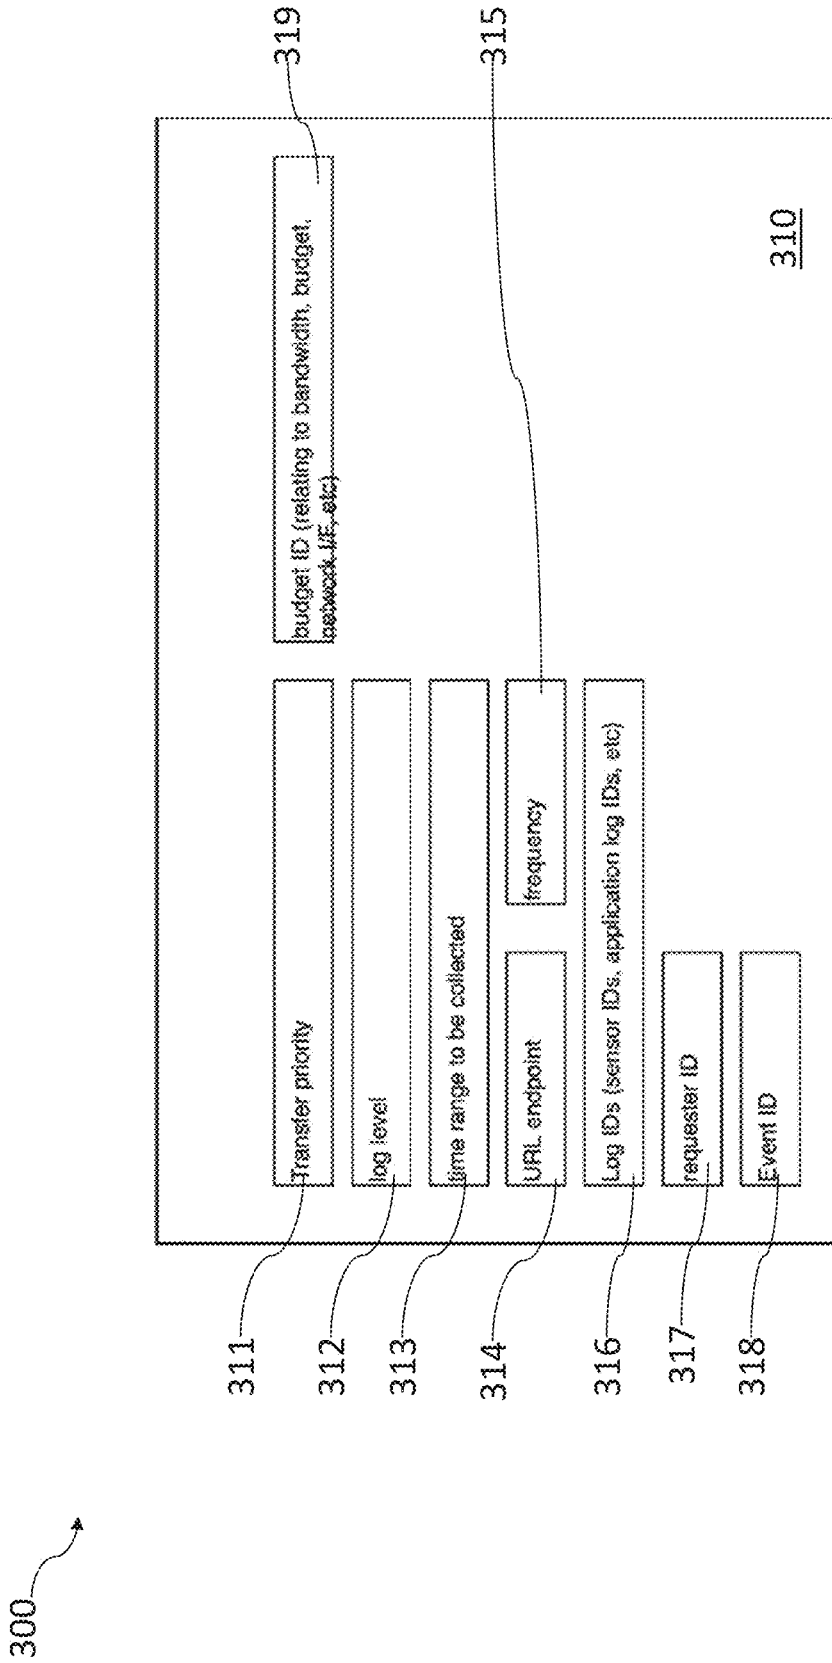 300
311
Transfer priority
budget ID (relating to bandwidth, budget,
network I/F, etc)
319
312
log level
313
time range to be collected
314
URL endpoint
frequency
315
316
Log IDs (sensor IDs, application log IDs, etc)
317
requester ID
318
Event ID
310